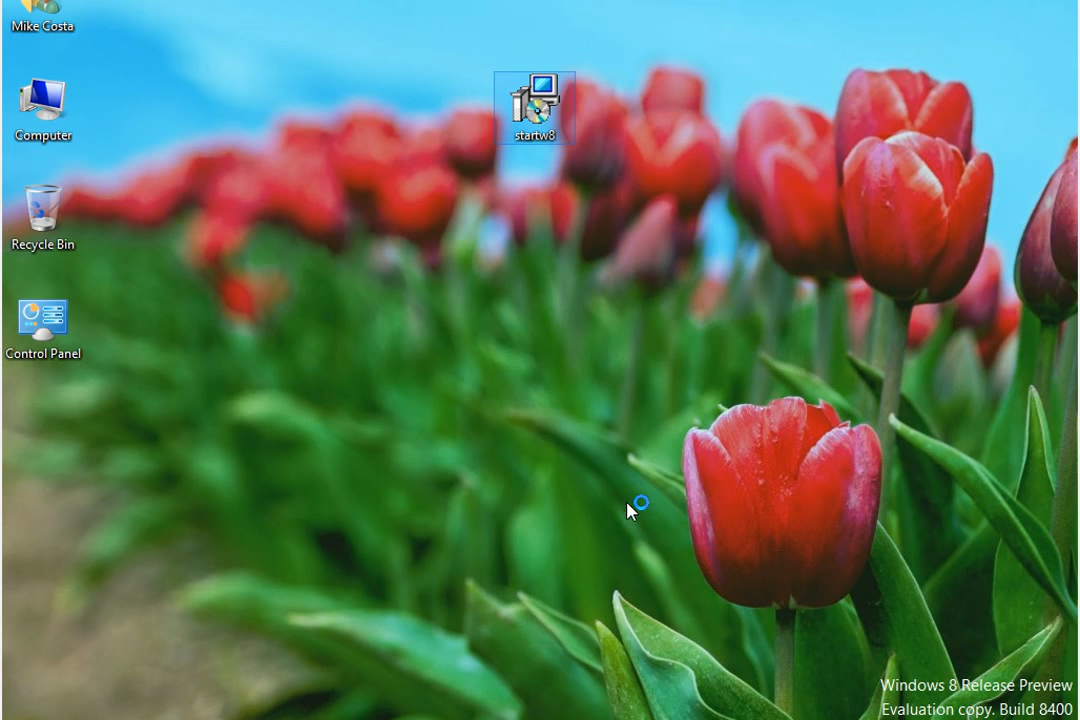 Mike Costa
Computer
startw8
Recycle Bin
Control Panel
Windows 8 Release Preview
Evaluation copy. Build 8400